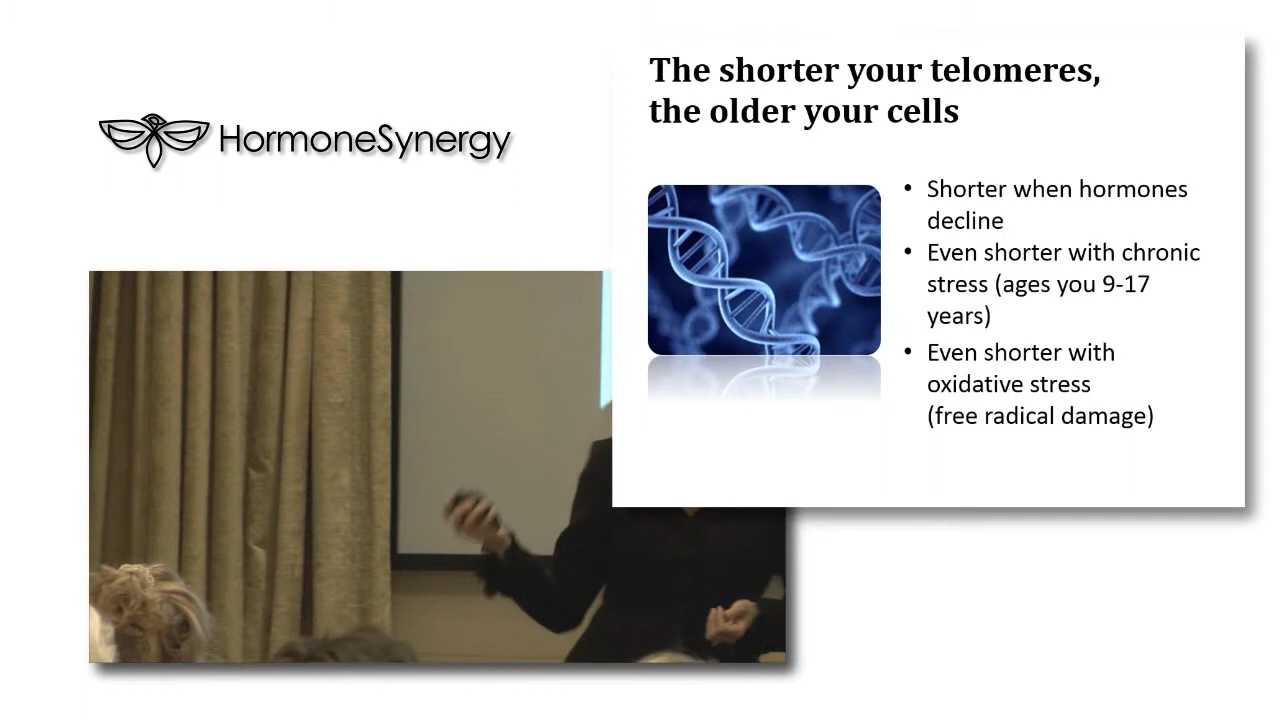 HormoneSynergy
The shorter your telomeres,
the older your cells
• Shorter when hormones
decline
• Even shorter with chronic
stress (ages you 9-17
years)
• Even shorter with
oxidative stress
(free radical damage)